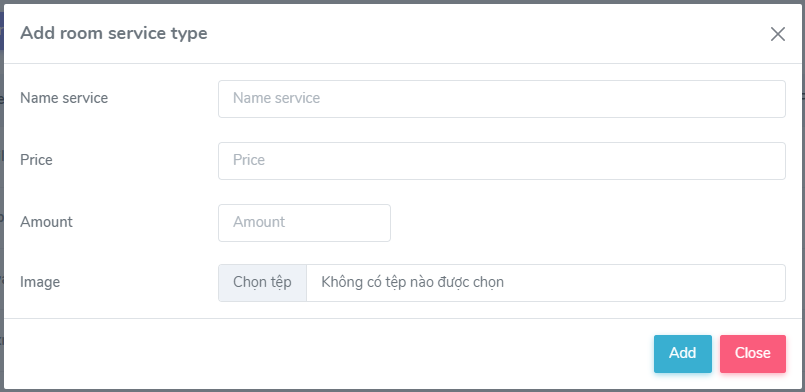 Add room service type
Name service
Name service
Price
Price
Amount
Amount
Image
Chọn tệp
Không có tệp nào được chọn
Add
Close